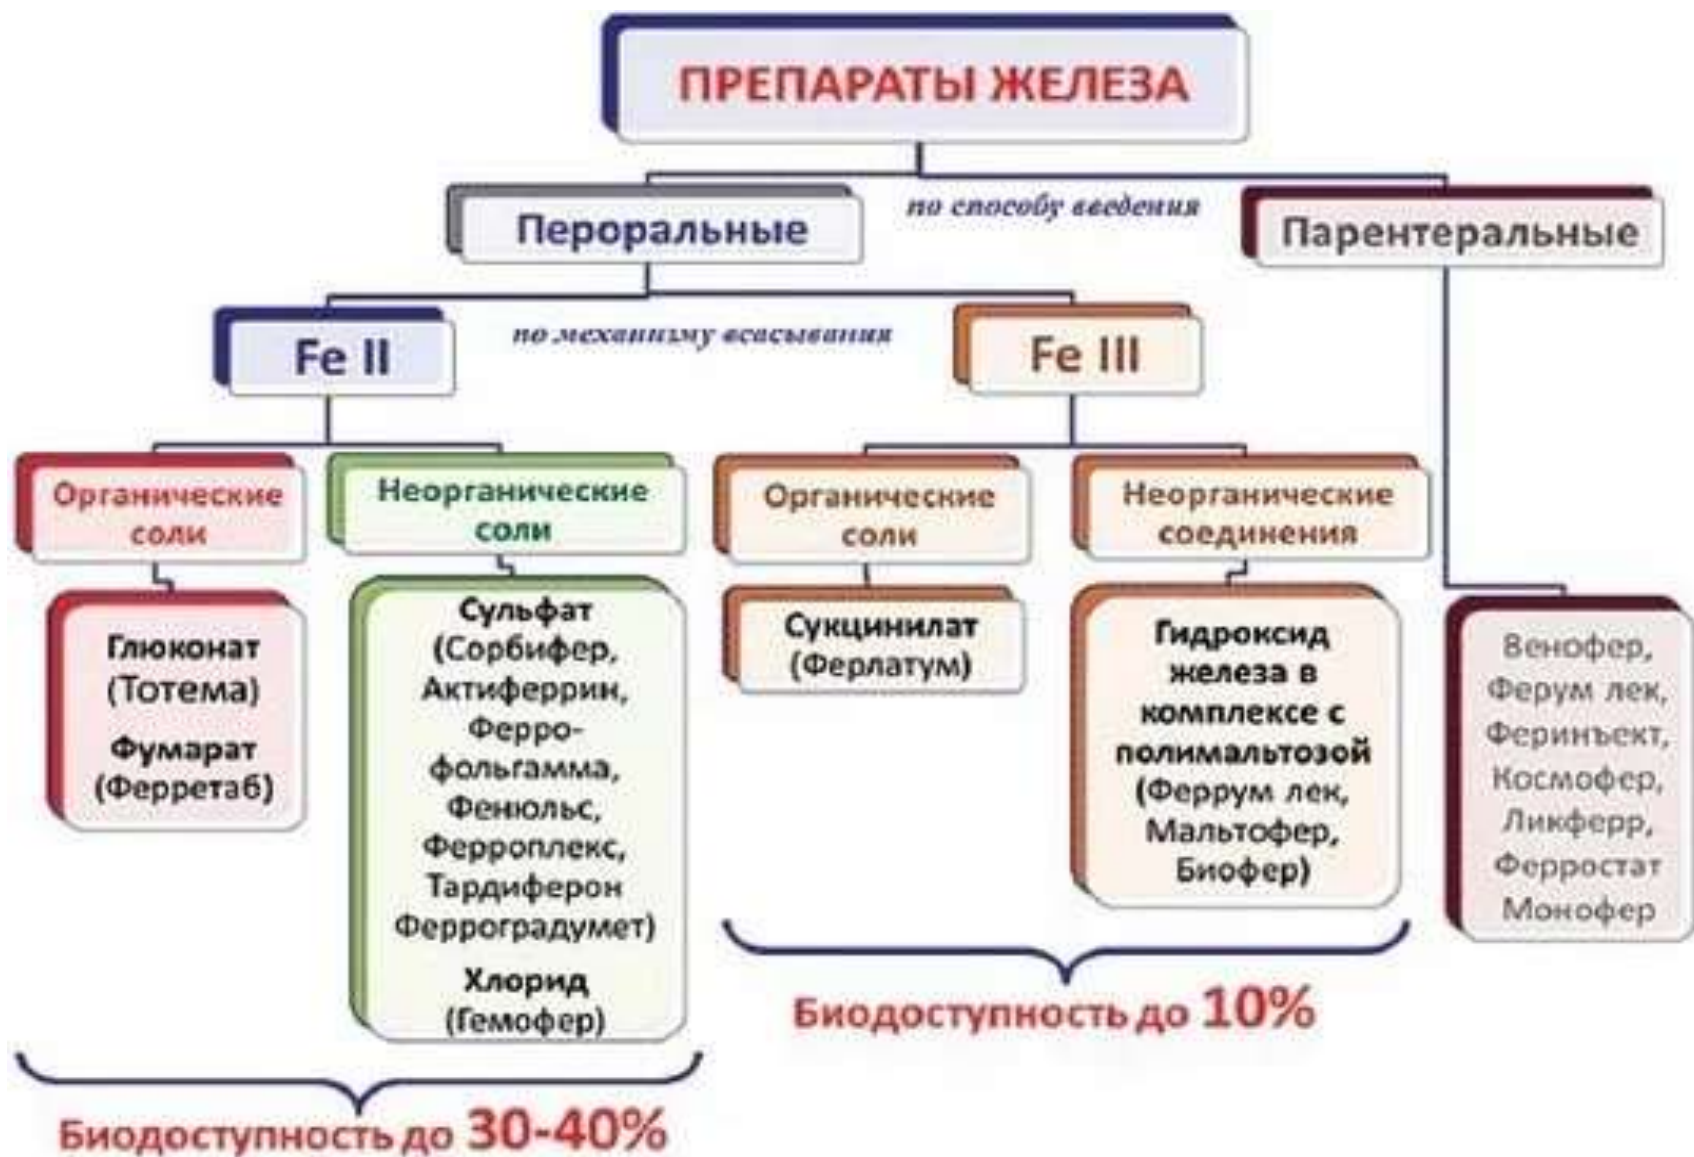 ПРЕПАРАТЫ ЖЕЛЕЗА
по способу введения
Пероральные
Парентеральные
по механизму всасывания
Fe II
Fe III
Органические
соли
Неорганические
соли
Органические
соли
Неорганические
соединения
Глюконат
(Тотема)
Фумарат
(Ферретаб)
Сульфат
(Сорбифер,
Актиферрин,
Ферро-
фольгамма,
Фенюльс,
Ферроплекс,
Тардиферон
Ферроградумет)
Хлорид
(Гемофер)
Сукцинилат
(Ферлатум)
Гидроксид
железа в
комплексе с
полимальтозой
(Феррум лек,
Мальтофер,
Биофер)
Венофер,
Ферум лек,
Феринъект,
Космофер,
Ликферр,
Ферростат
Монофер
Биодоступность до 10%
Биодоступность до 30-40%